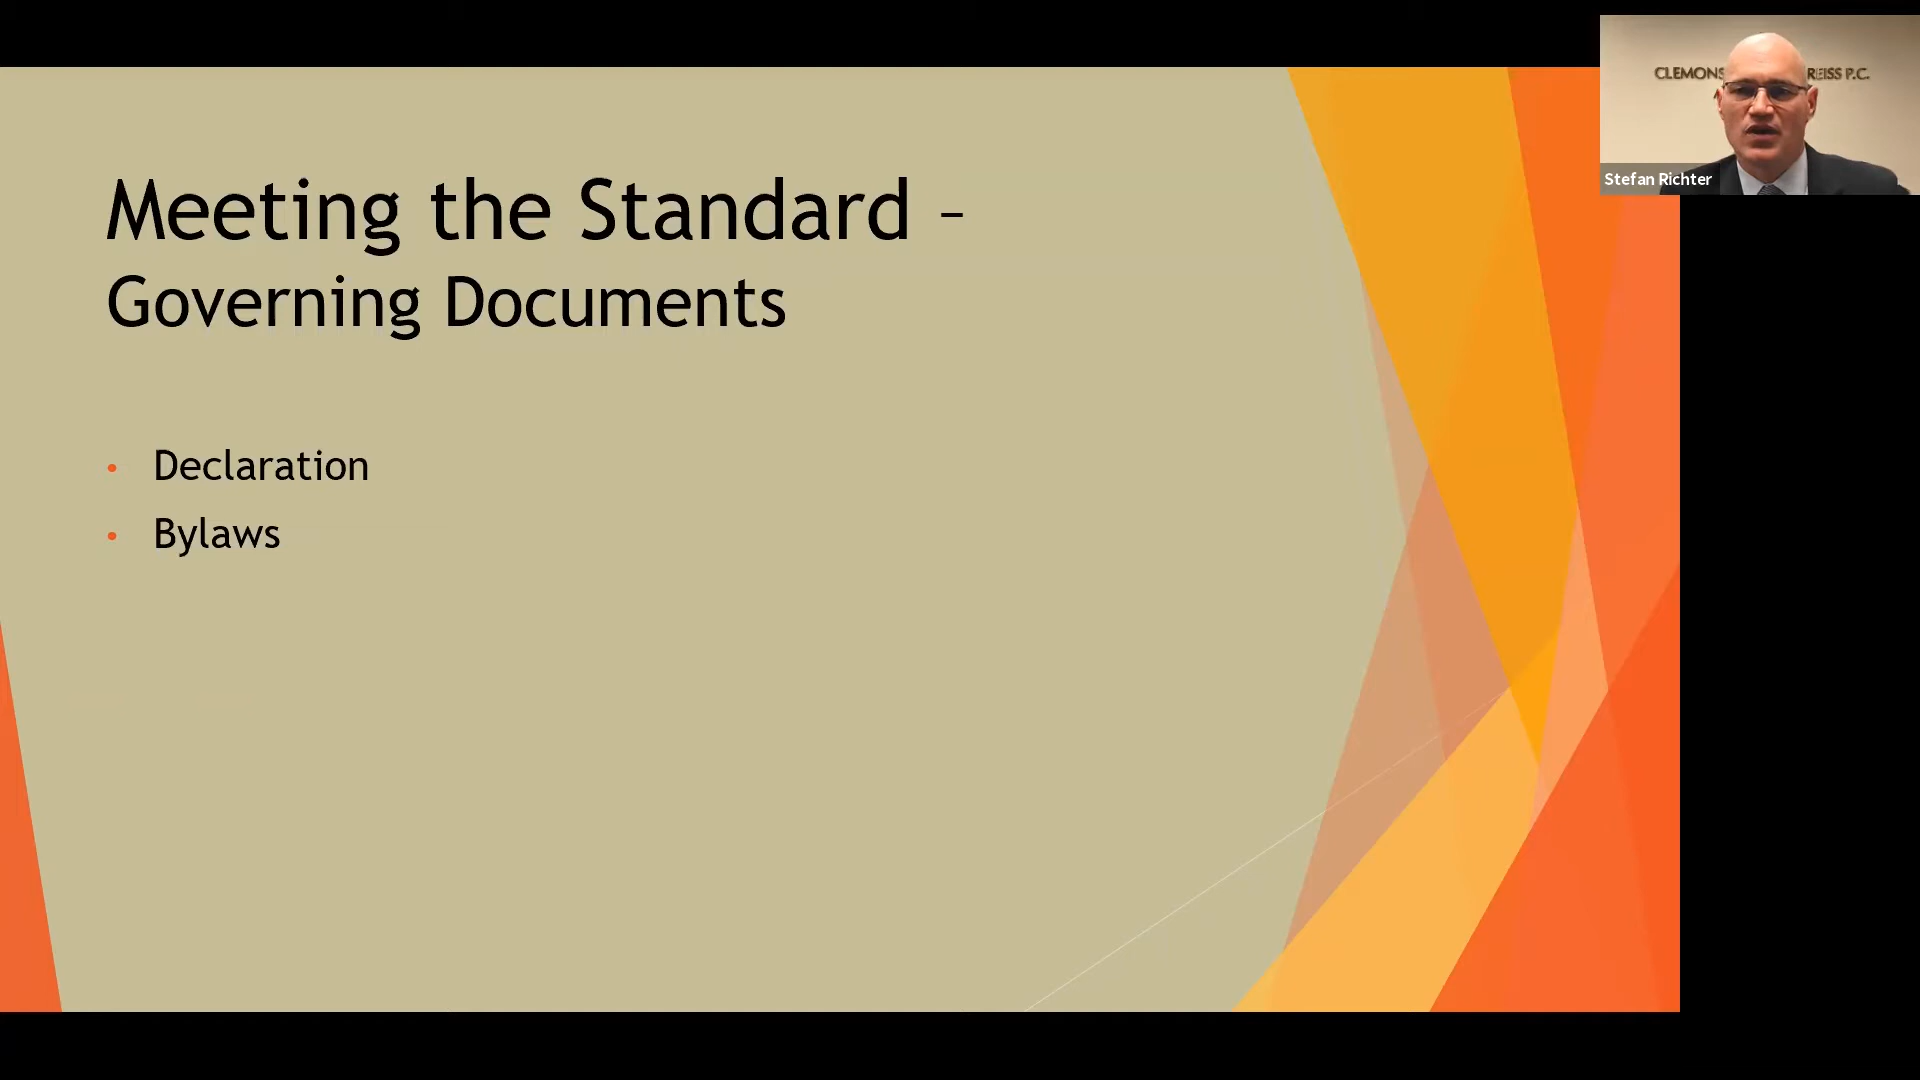 Meeting the Standard –
Governing Documents
• Declaration
• Bylaws
CLEMONS REISS P.C.
Stefan Richter